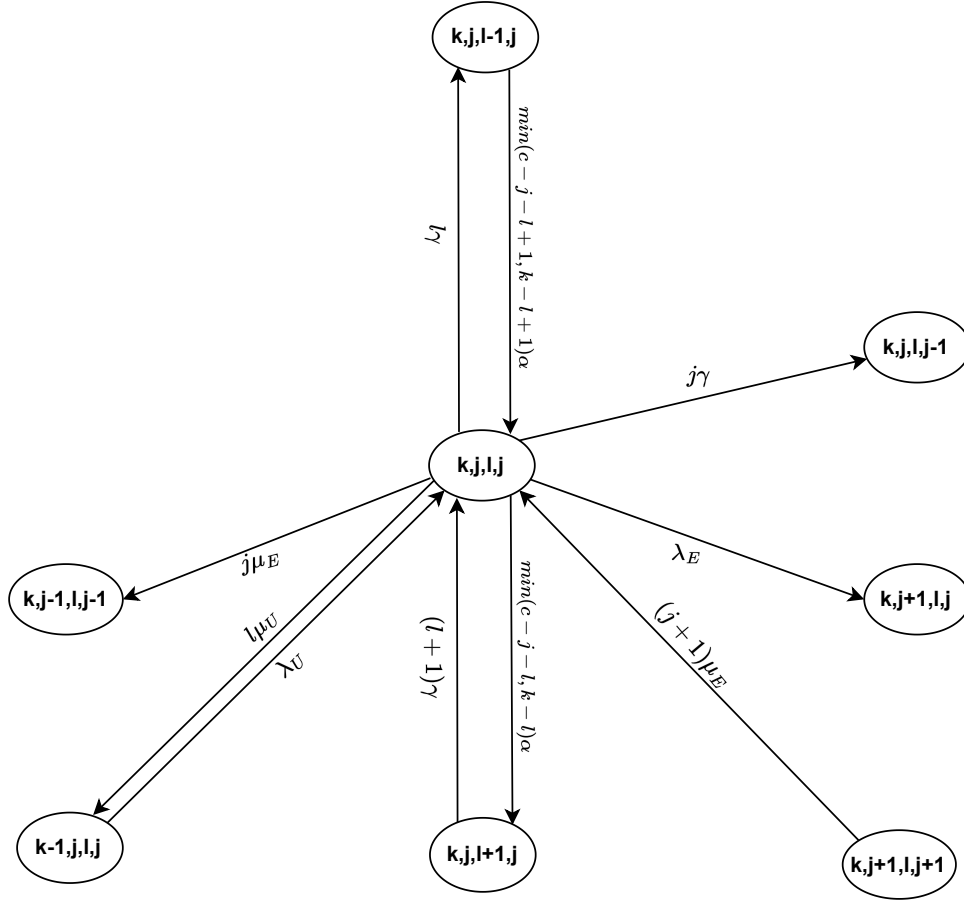 k,j,l-1,j
min(c − j − l + 1, k − l + 1)α
lγ
k,j,l,j-1
jγ
k,j,l,j
λ_E
jμ_E
k,j-1,l,j-1
k,j+1,l,j
lμ_U
λ_U
(l + 1)γ
min(c − j − l, k − l)α
(j + 1)μ_E
k-1,j,l,j
k,j,l+1,j
k,j+1,l,j+1